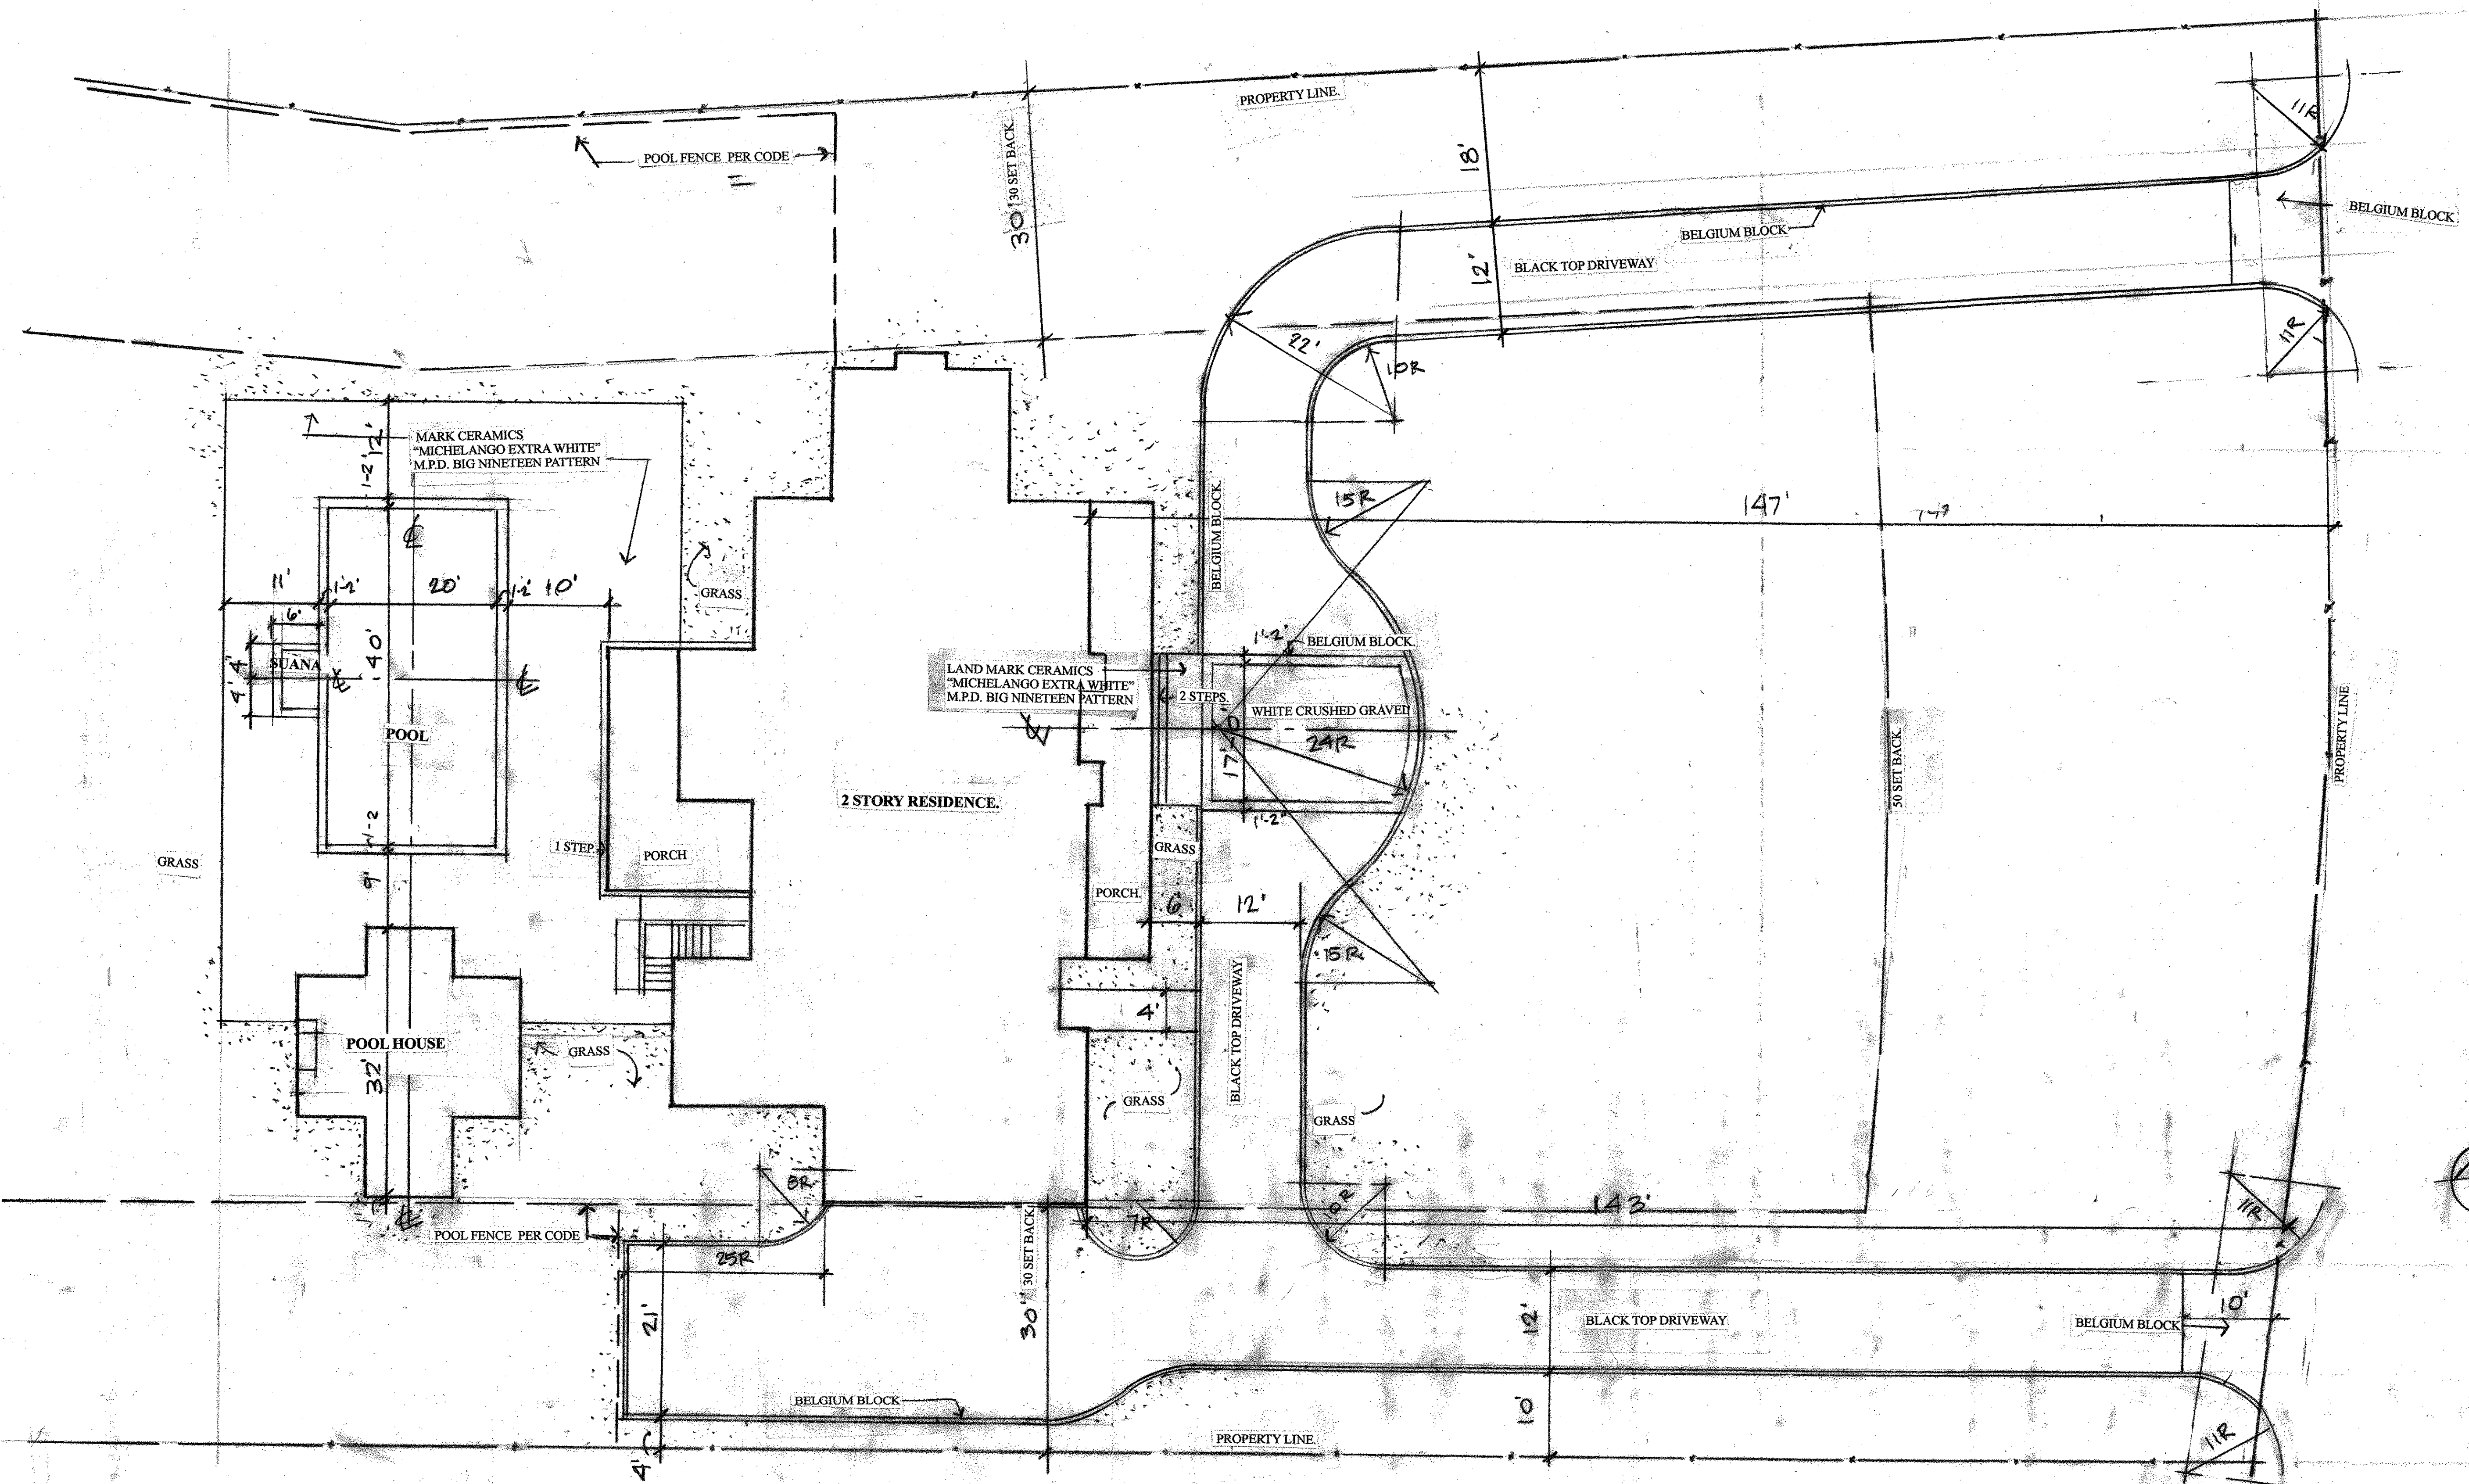 PROPERTY LINE.
11R
POOL FENCE PER CODE
30 SET BACK.
30'
18'
BELGIUM BLOCK
BELGIUM BLOCK
12'
BLACK TOP DRIVEWAY
22'
10R
11R
12'
1-2'
MARK CERAMICS
"MICHELANGO EXTRA WHITE"
M.P.D. BIG NINETEEN PATTERN
15R
147'
BELGIUM BLOCK.
11'
1-2'
20'
1-2'
10'
GRASS
6'
40'
4'
4'
SUANA
POOL
1'-2'
BELGIUM BLOCK
LAND MARK CERAMICS
"MICHELANGO EXTRA WHITE"
M.P.D. BIG NINETEEN PATTERN
2 STEPS.
WHITE CRUSHED GRAVEL
24R
17'-0"
1'-2"
50 SET BACK.
PROPERTY LINE
2 STORY RESIDENCE.
1-2
9'
1 STEP.
PORCH
GRASS
GRASS
PORCH.
6'
12'
15R
BLACK TOP DRIVEWAY
4'
POOL HOUSE
32'
GRASS
GRASS
GRASS
8R
7R
10R
143'
11R
POOL FENCE PER CODE
25R
30 SET BACK.
30'
21'
12'
BLACK TOP DRIVEWAY
BELGIUM BLOCK
10'
BELGIUM BLOCK
10'
PROPERTY LINE.
11R
4'